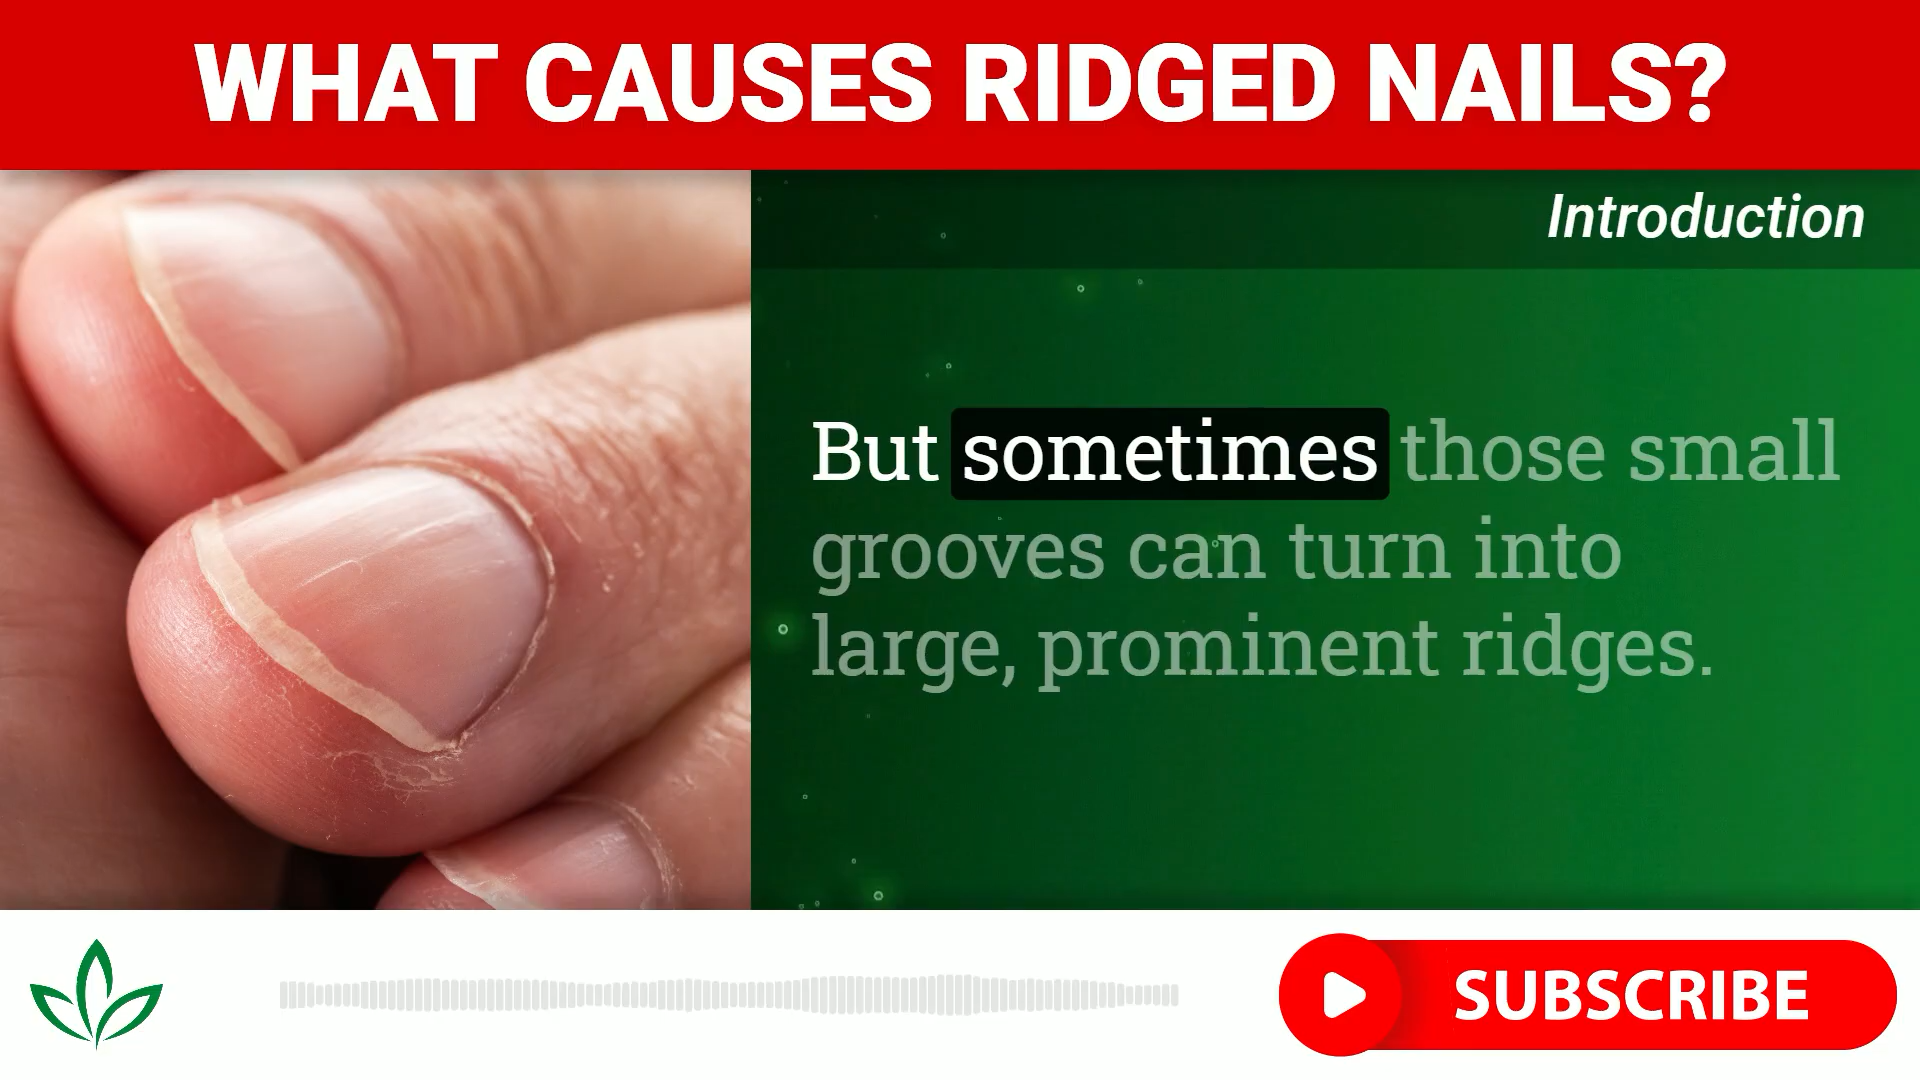 WHAT CAUSES RIDGED NAILS?
Introduction
But sometimes those small
grooves can turn into
large, prominent ridges.
SUBSCRIBE